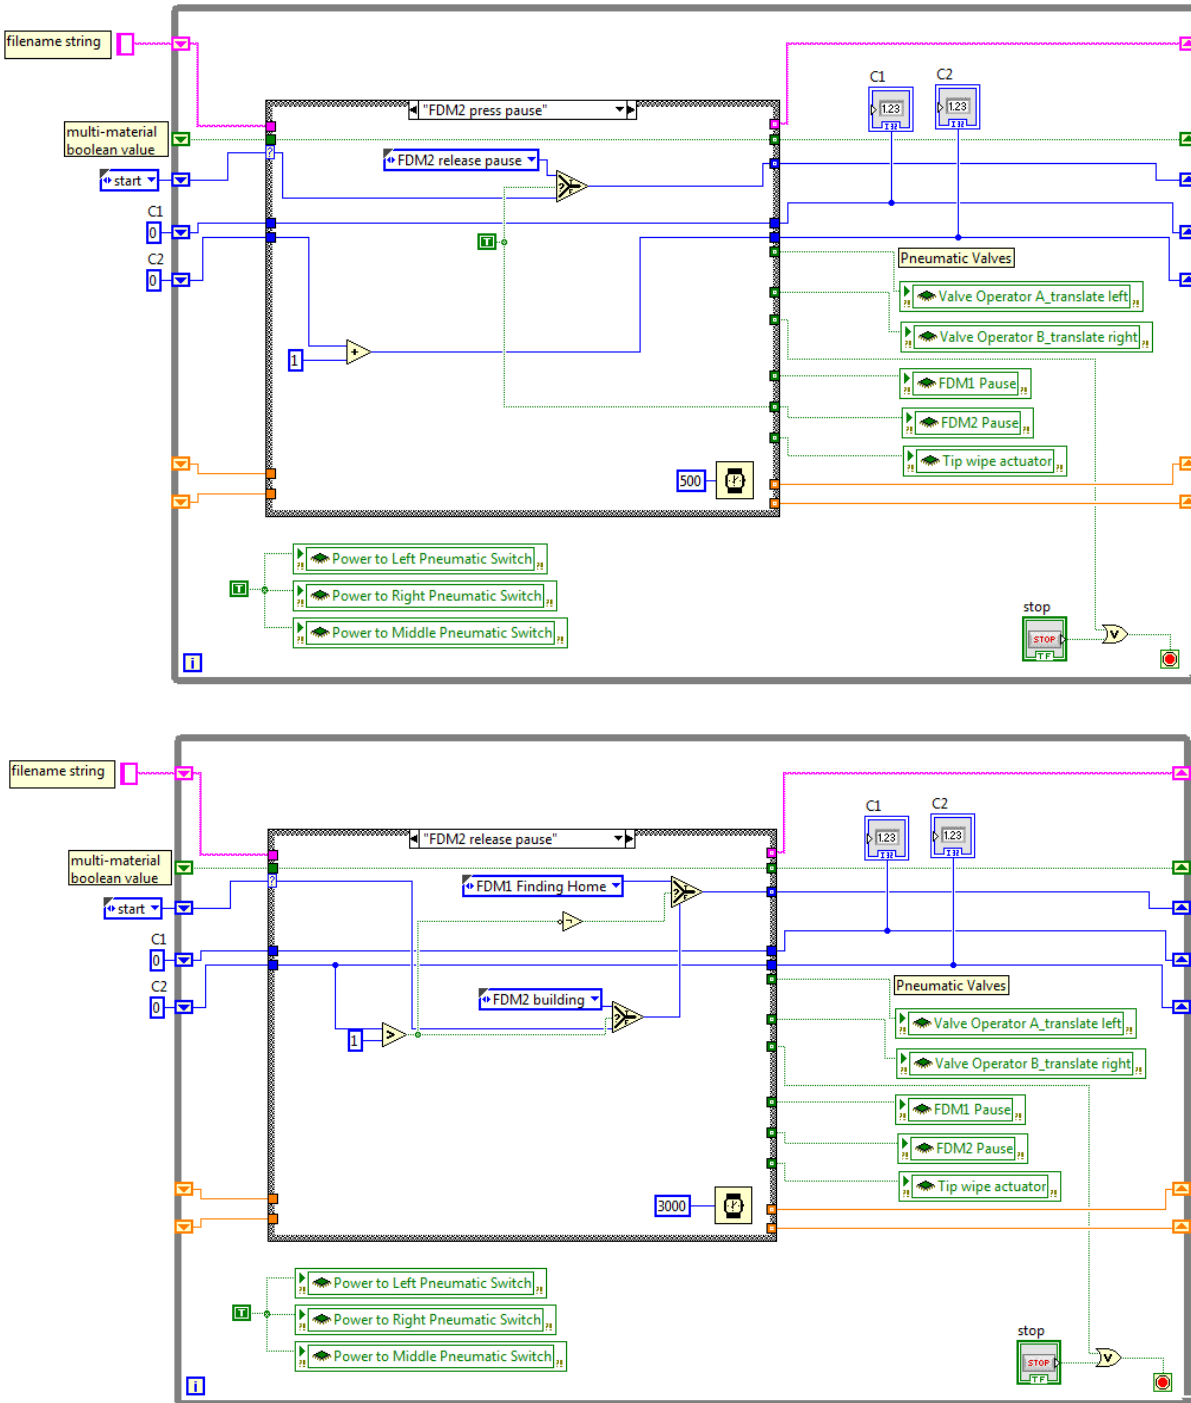 filename string
"FDM2 press pause"
C1
C2
1.23
I32
1.23
I32
multi-material
boolean value
?
FDM2 release pause
start
?
T F
C1
0
C2
0
T
Pneumatic Valves
Valve Operator A_translate left
Valve Operator B_translate right
1
+
FDM1 Pause
FDM2 Pause
Tip wipe actuator
500
Power to Left Pneumatic Switch
T
Power to Right Pneumatic Switch
Power to Middle Pneumatic Switch
stop
STOP
TF
V
i
filename string
"FDM2 release pause"
C1
C2
1.23
I32
1.23
I32
multi-material
boolean value
?
FDM1 Finding Home
start
C1
0
C2
0
Pneumatic Valves
FDM2 building
Valve Operator A_translate left
1
>
Valve Operator B_translate right
FDM1 Pause
FDM2 Pause
Tip wipe actuator
3000
Power to Left Pneumatic Switch
T
Power to Right Pneumatic Switch
Power to Middle Pneumatic Switch
stop
STOP
TF
V
i